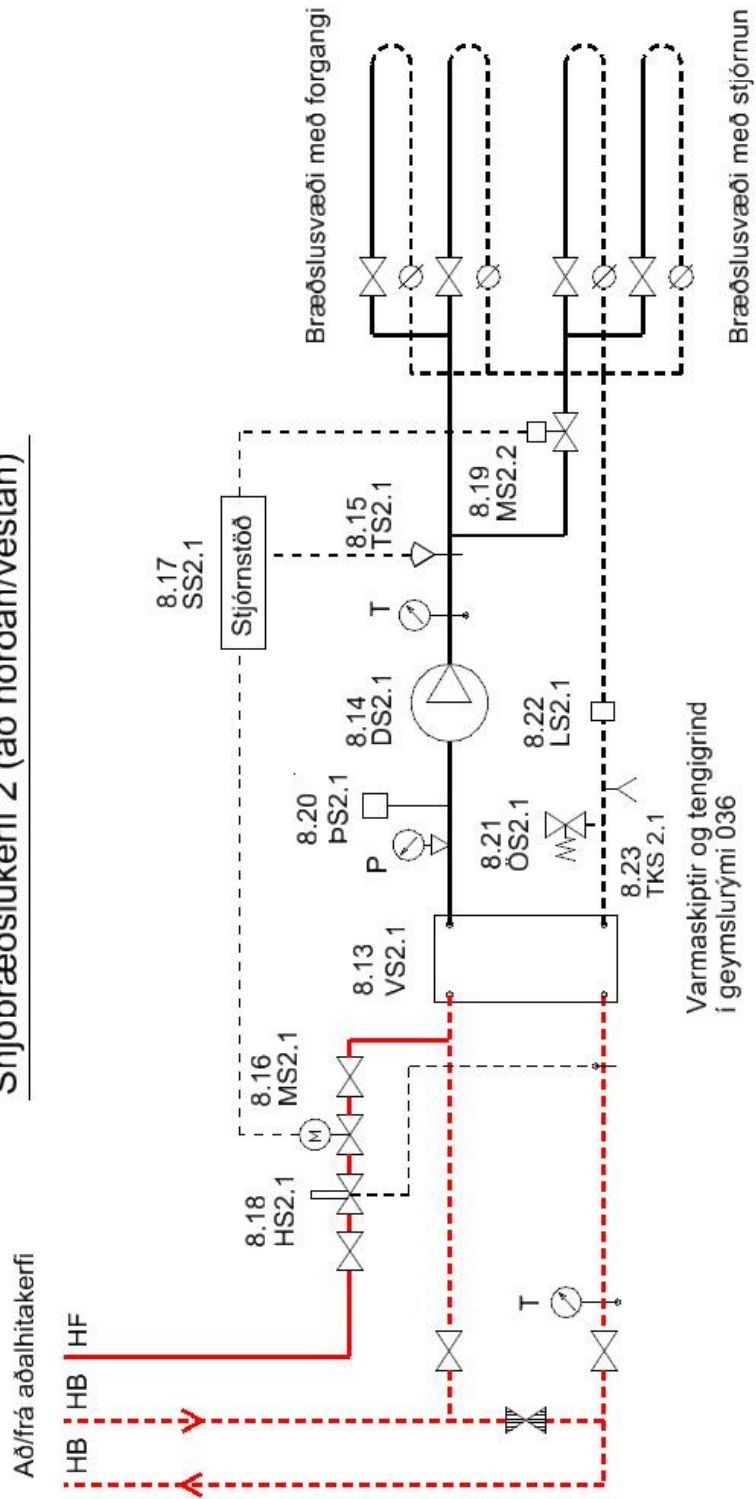 Snjóbræðslukerfi 2 (að norðan/vestan)
Að/frá aðalhitakerfi
HB
HB
HF
8.18
HS2.1
8.16
MS2.1
M
8.17
SS2.1
Stjórnstöð
8.13
VS2.1
8.20
ÞS2.1
P
8.14
DS2.1
T
8.15
TS2.1
8.19
MS2.2
8.21
ÖS2.1
8.22
LS2.1
8.23
TKS 2.1
T
Varmaskiptir og tengigrind
í geymslurými 036
Bræðslusvæði með forgangi
Bræðslusvæði með stjórnun